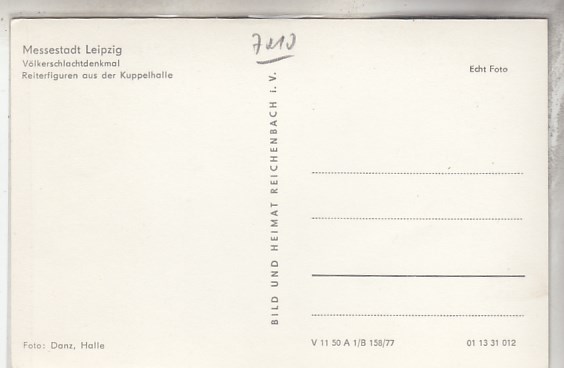 Messestadt Leipzig
Völkerschlachtdenkmal
Reiterfiguren aus der Kuppelhalle
Echt Foto
BILD UND HEIMAT REICHENBACH i. V.
Foto: Danz, Halle
V 11 50 A 1/B 158/77
01 13 31 012